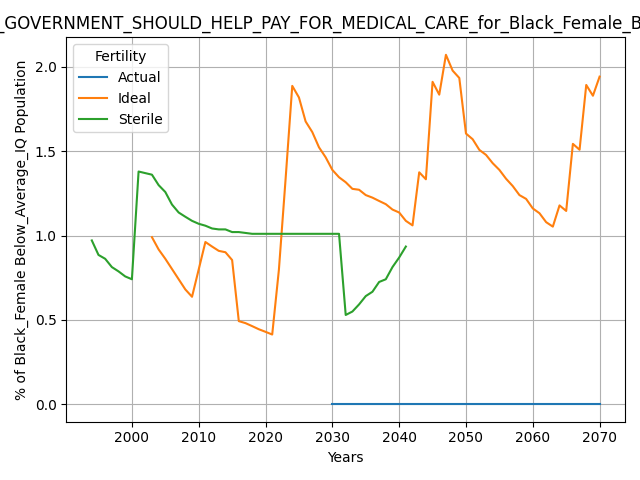 _GOVERNMENT_SHOULD_HELP_PAY_FOR_MEDICAL_CARE_for_Black_Female_B
Fertility
Actual
Ideal
Sterile
% of Black_Female Below_Average_IQ Population
2.0
1.5
1.0
0.5
0.0
2000 2010 2020 2030 2040 2050 2060 2070
Years